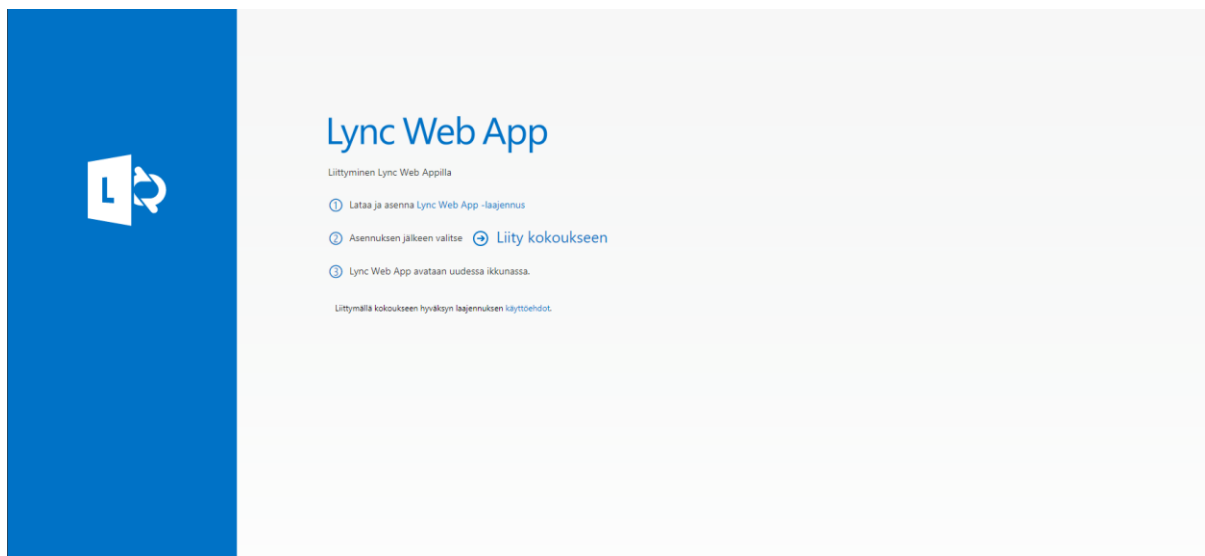 L
Lync Web App
Liittyminen Lync Web Appilla
1 Lataa ja asenna Lync Web App -laajennus
2 Asennuksen jälkeen valitse Liity kokoukseen
3 Lync Web App avataan uudessa ikkunassa.
Liittymällä kokoukseen hyväksyn laajennuksen käyttöehdot.